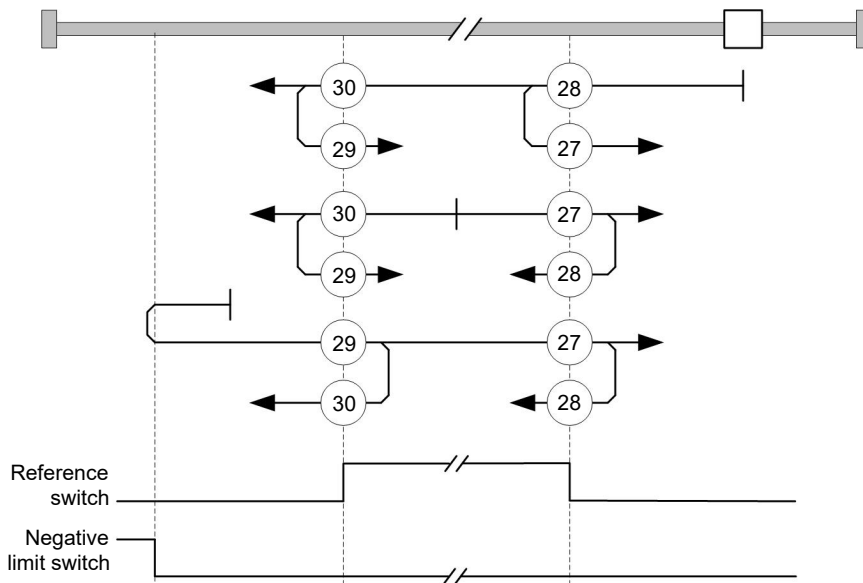 30 28
29 27
30 27
29 28
29 27
30 28
Reference
switch
Negative
limit switch